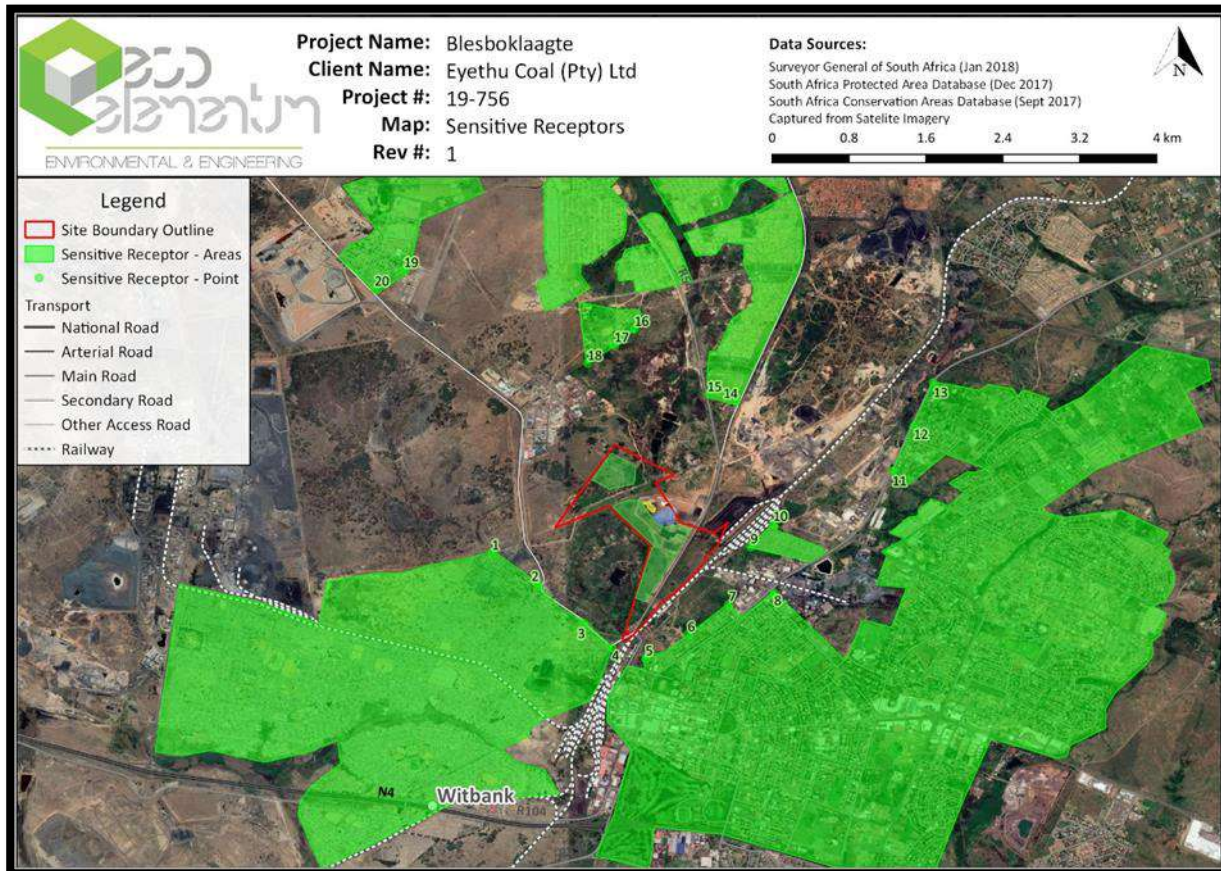 eco
elementum
ENVIRONMENTAL & ENGINEERING
Project Name: Blesboklaagte
Client Name: Eyethu Coal (Pty) Ltd
Project #: 19-756
Map: Sensitive Receptors
Rev #: 1
Data Sources:
Surveyor General of South Africa (Jan 2018)
South Africa Protected Area Database (Dec 2017)
South Africa Conservation Areas Database (Sept 2017)
Captured from Satelite Imagery
0 0.8 1.6 2.4 3.2 4 km
N
Legend
Site Boundary Outline
Sensitive Receptor - Areas
Sensitive Receptor - Point
Transport
National Road
Arterial Road
Main Road
Secondary Road
Other Access Road
Railway
19
20
16
17
18
15
14
13
12
11
10
9
1
2
3
4
5
6
7
8
N4
Witbank
R104